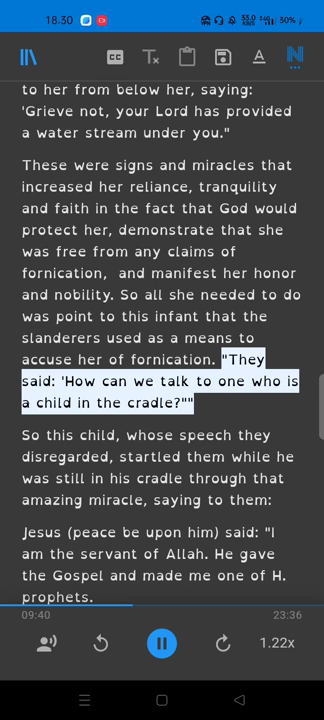 18.30
33.0
KB/S
30%
CC
to her from below her, saying:
'Grieve not, your Lord has provided
a water stream under you."
These were signs and miracles that
increased her reliance, tranquility
and faith in the fact that God would
protect her, demonstrate that she
was free from any claims of
fornication, and manifest her honor
and nobility. So all she needed to do
was point to this infant that the
slanderers used as a means to
accuse her of fornication. "They
said: 'How can we talk to one who is
a child in the cradle?""
So this child, whose speech they
disregarded, startled them while he
was still in his cradle through that
amazing miracle, saying to them:
Jesus (peace be upon him) said: "I
am the servant of Allah. He gave
the Gospel and made me one of H.
prophets.
09:40 23:36
1.22x